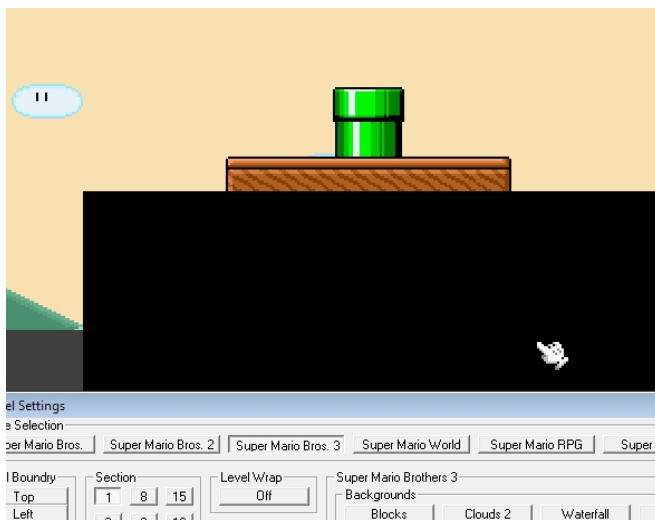 el Settings
e Selection
per Mario Bros. Super Mario Bros. 2 Super Mario Bros. 3 Super Mario World Super Mario RPG Super
l Boundry Section Level Wrap Super Mario Brothers 3
Top 1 8 15 Off Backgrounds
Left Blocks Clouds 2 Waterfall